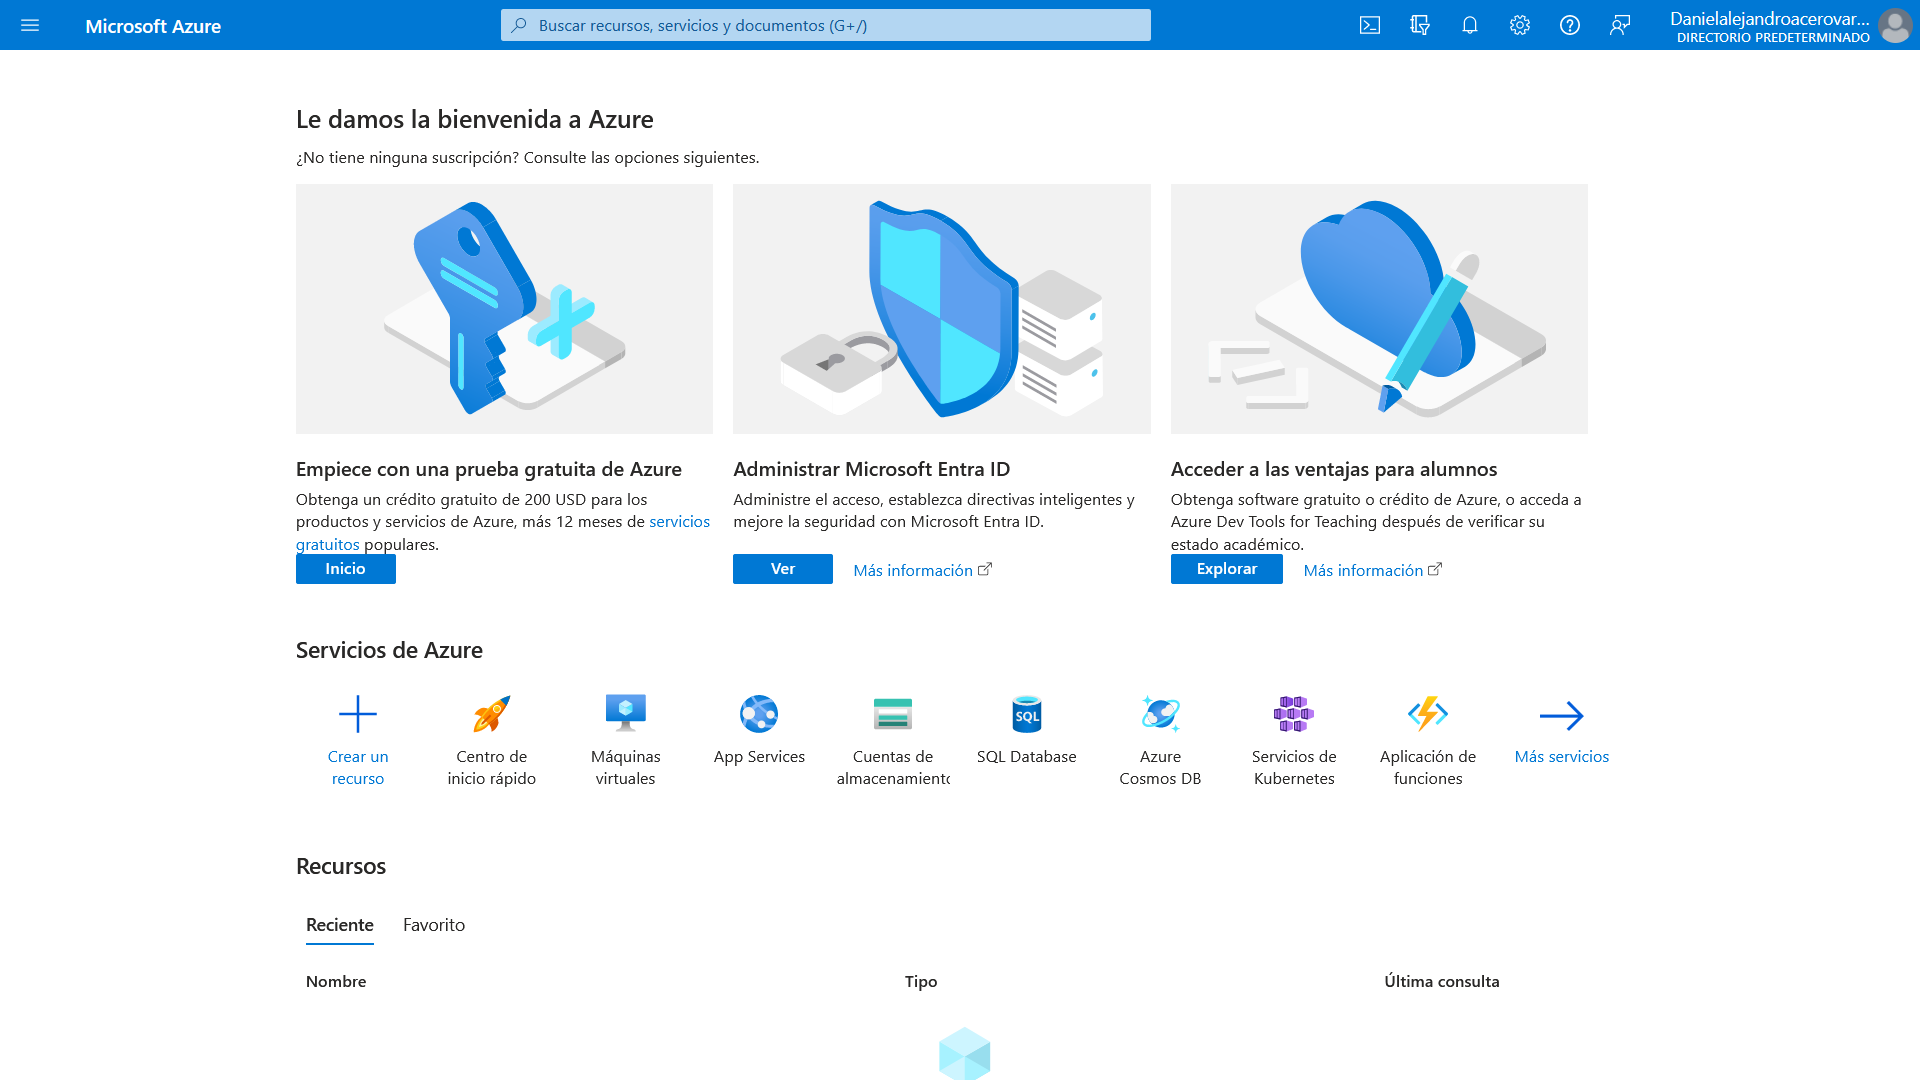 Microsoft Azure
Buscar recursos, servicios y documentos (G+/)
Danielalejandroacerovar...
DIRECTORIO PREDETERMINADO
Le damos la bienvenida a Azure
¿No tiene ninguna suscripción? Consulte las opciones siguientes.
Empiece con una prueba gratuita de Azure
Obtenga un crédito gratuito de 200 USD para los
productos y servicios de Azure, más 12 meses de servicios
gratuitos populares.
Inicio
Administrar Microsoft Entra ID
Administre el acceso, establezca directivas inteligentes y
mejore la seguridad con Microsoft Entra ID.
Ver
Más información
Acceder a las ventajas para alumnos
Obtenga software gratuito o crédito de Azure, o acceda a
Azure Dev Tools for Teaching después de verificar su
estado académico.
Explorar
Más información
Servicios de Azure
Crear un
recurso
Centro de
inicio rápido
Máquinas
virtuales
App Services
Cuentas de
almacenamiento
SQL
SQL Database
Azure
Cosmos DB
Servicios de
Kubernetes
Aplicación de
funciones
Más servicios
Recursos
Reciente
Favorito
Nombre
Tipo
Última consulta